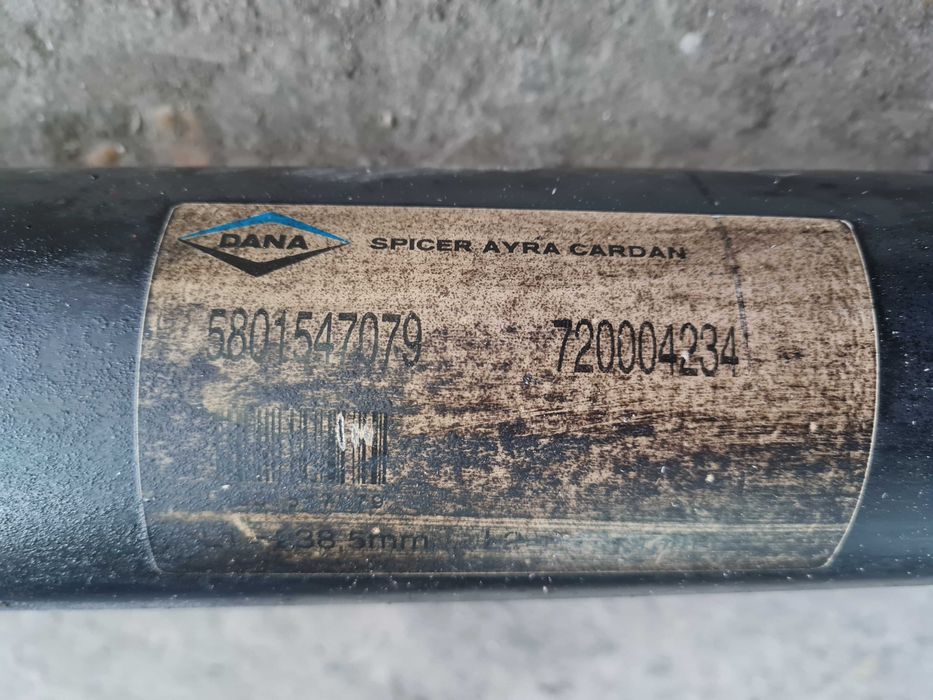 DANA SPICER AYRA CARDAN
5801547079 720004234
38,5mm